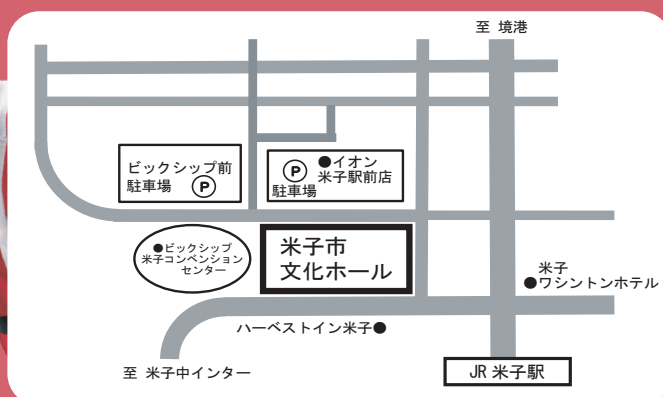 至 境港
ビックシップ前
駐車場 P
P ●イオン
米子駅前店
駐車場
●ビックシップ
米子コンベンション
センター
米子市
文化ホール
米子
●ワシントンホテル
ハーベストイン米子●
至 米子中インター
JR 米子駅